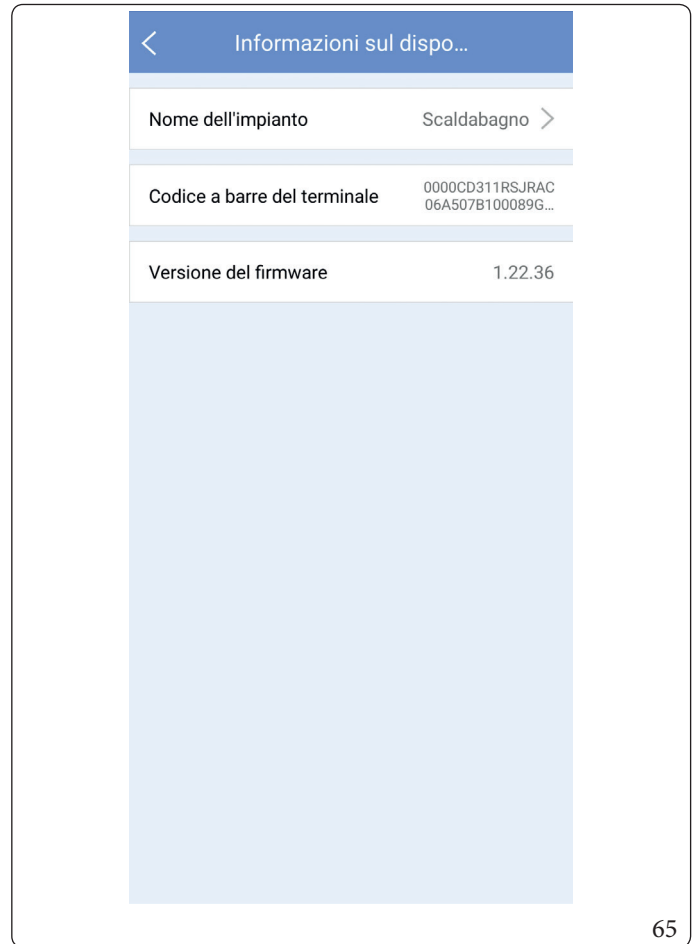 Informazioni sul dispo...
Nome dell'impianto Scaldabagno
Codice a barre del terminale 0000CD311RSJRAC
06A507B100089G...
Versione del firmware 1.22.36
65